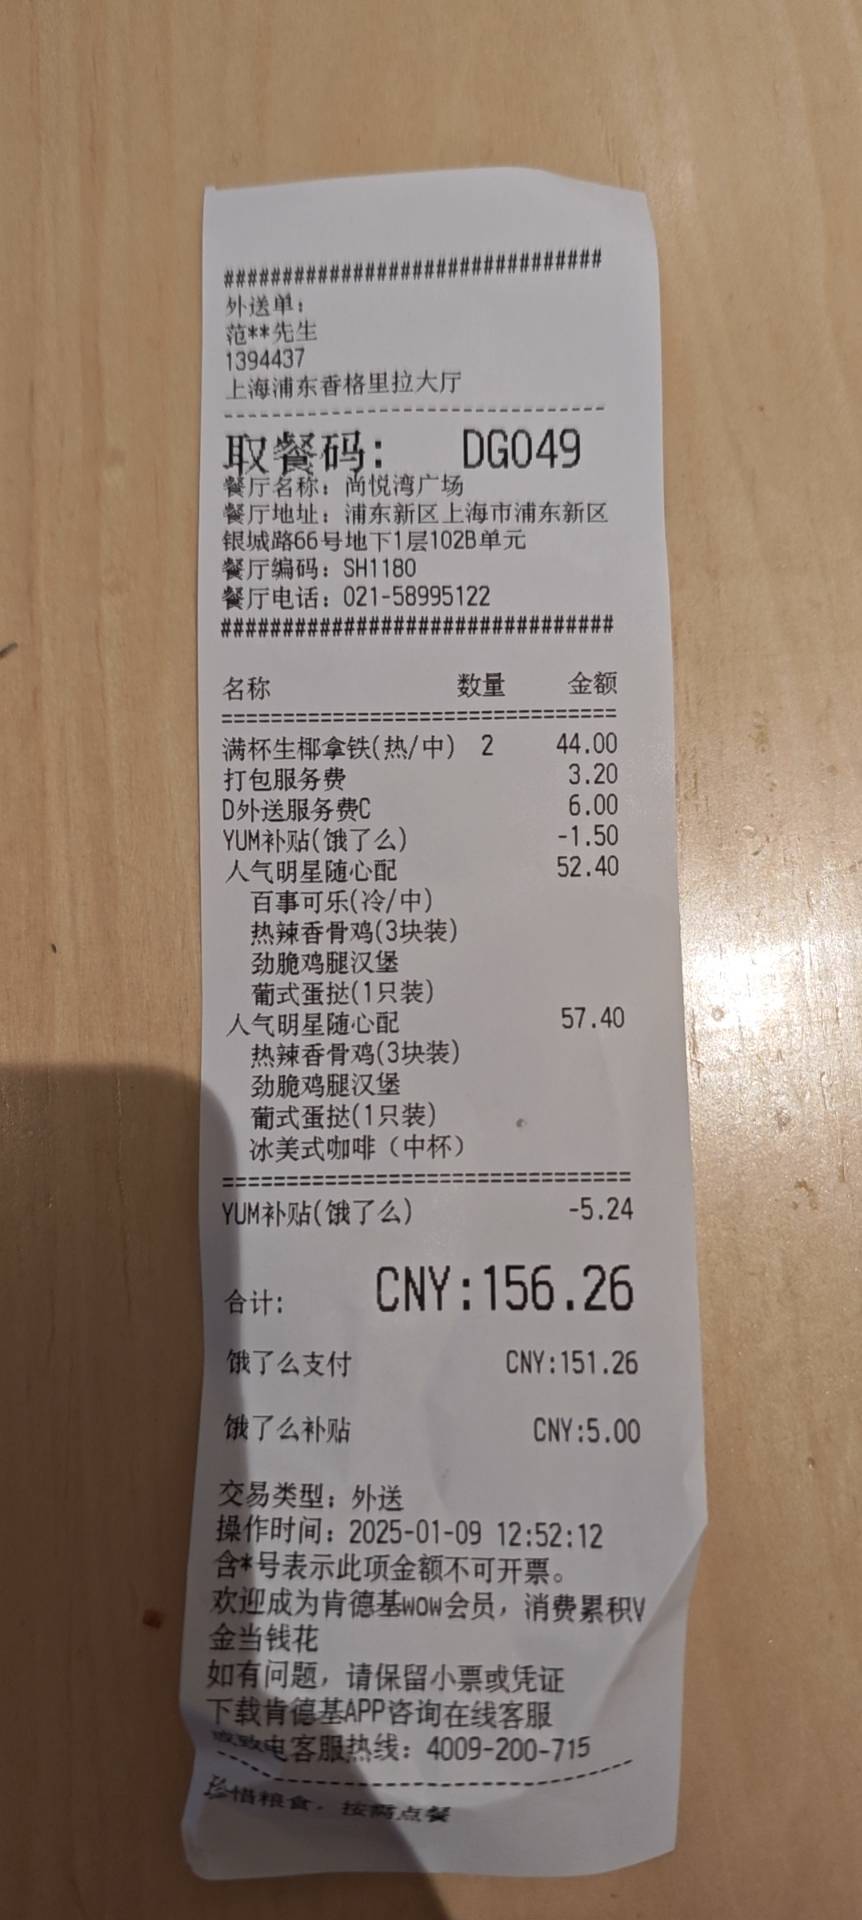 ################################
外送单：
范**先生
1394437
上海浦东香格里拉大厅
--------------------------------
取餐码： DG049
餐厅名称：尚悦湾广场
餐厅地址：浦东新区上海市浦东新区
银城路66号地下1层102B单元
餐厅编码：SH1180
餐厅电话：021-58995122
################################
名称 数量 金额
================================
满杯生椰拿铁(热/中) 2 44.00
打包服务费 3.20
D外送服务费C 6.00
YUM补贴(饿了么) -1.50
人气明星随心配 52.40
百事可乐(冷/中)
热辣香骨鸡(3块装)
劲脆鸡腿汉堡
葡式蛋挞(1只装)
人气明星随心配 57.40
热辣香骨鸡(3块装)
劲脆鸡腿汉堡
葡式蛋挞(1只装)
冰美式咖啡（中杯）
================================
YUM补贴(饿了么) -5.24
合计： CNY:156.26
饿了么支付 CNY:151.26
饿了么补贴 CNY:5.00
交易类型：外送
操作时间：2025-01-09 12:52:12
含*号表示此项金额不可开票。
欢迎成为肯德基WOW会员，消费累积V
金当钱花
如有问题，请保留小票或凭证
下载肯德基APP咨询在线客服
或致电客服热线：4009-200-715
--------------------------------
珍惜粮食，按需点餐